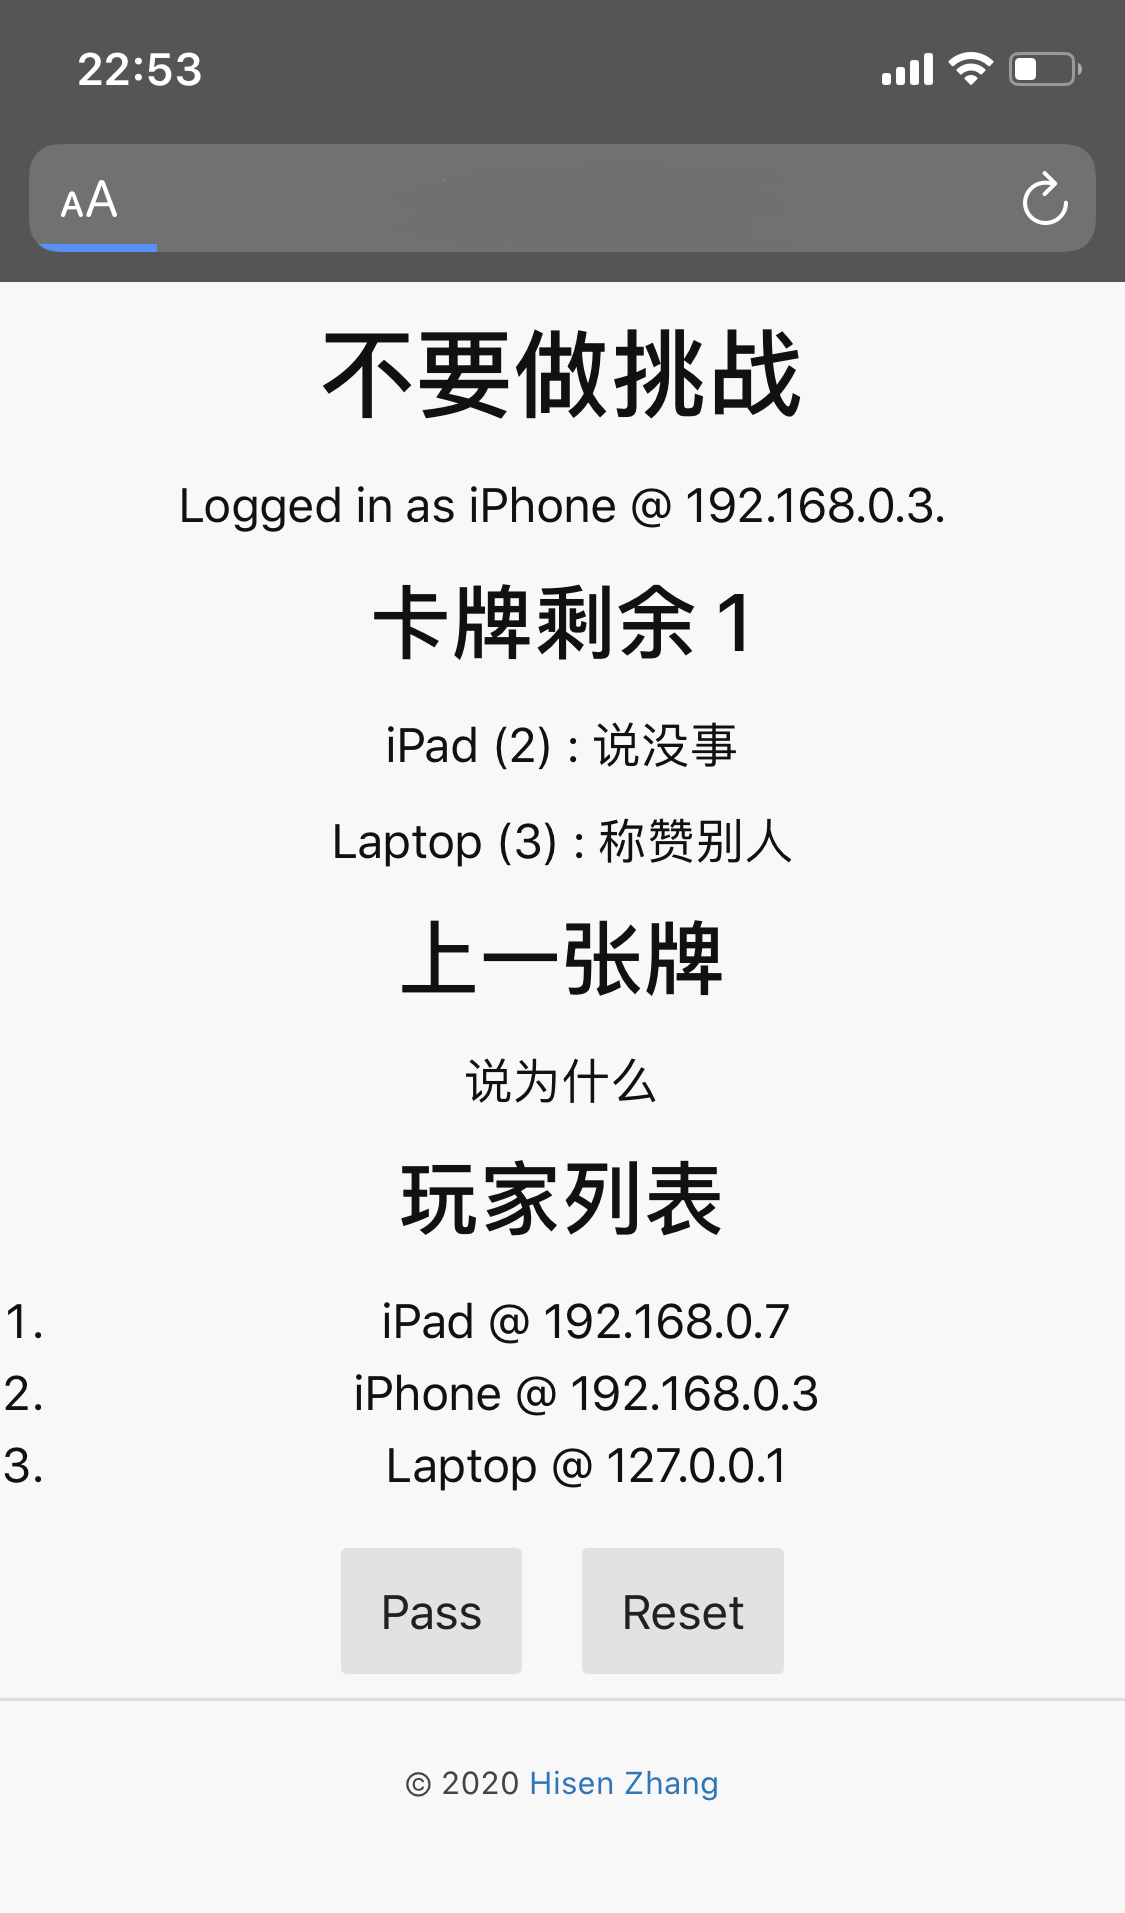 22:53
AA
不要做挑战
Logged in as iPhone @ 192.168.0.3.
卡牌剩余 1
iPad (2) : 说没事
Laptop (3) : 称赞别人
上一张牌
说为什么
玩家列表
1. iPad @ 192.168.0.7
2. iPhone @ 192.168.0.3
3. Laptop @ 127.0.0.1
Pass Reset
© 2020 Hisen Zhang